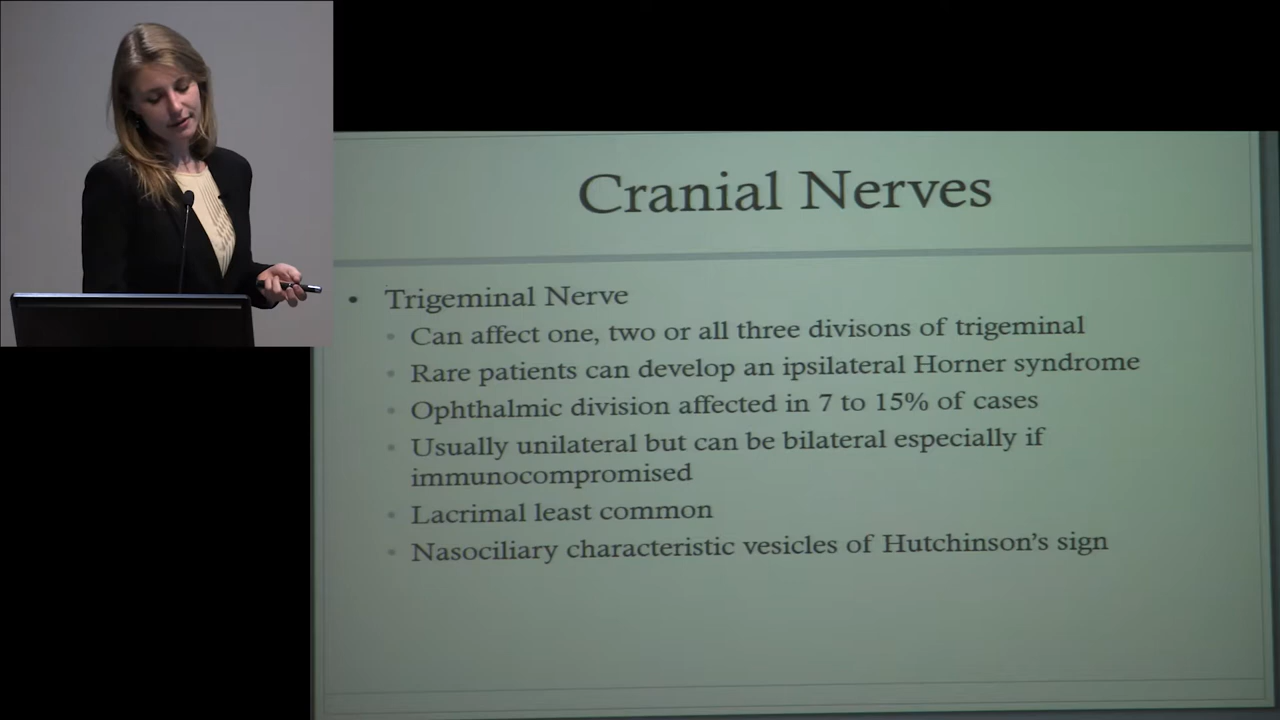 Cranial Nerves
• Trigeminal Nerve
• Can affect one, two or all three divisons of trigeminal
• Rare patients can develop an ipsilateral Horner syndrome
• Ophthalmic division affected in 7 to 15% of cases
• Usually unilateral but can be bilateral especially if
immunocompromised
• Lacrimal least common
• Nasociliary characteristic vesicles of Hutchinson's sign